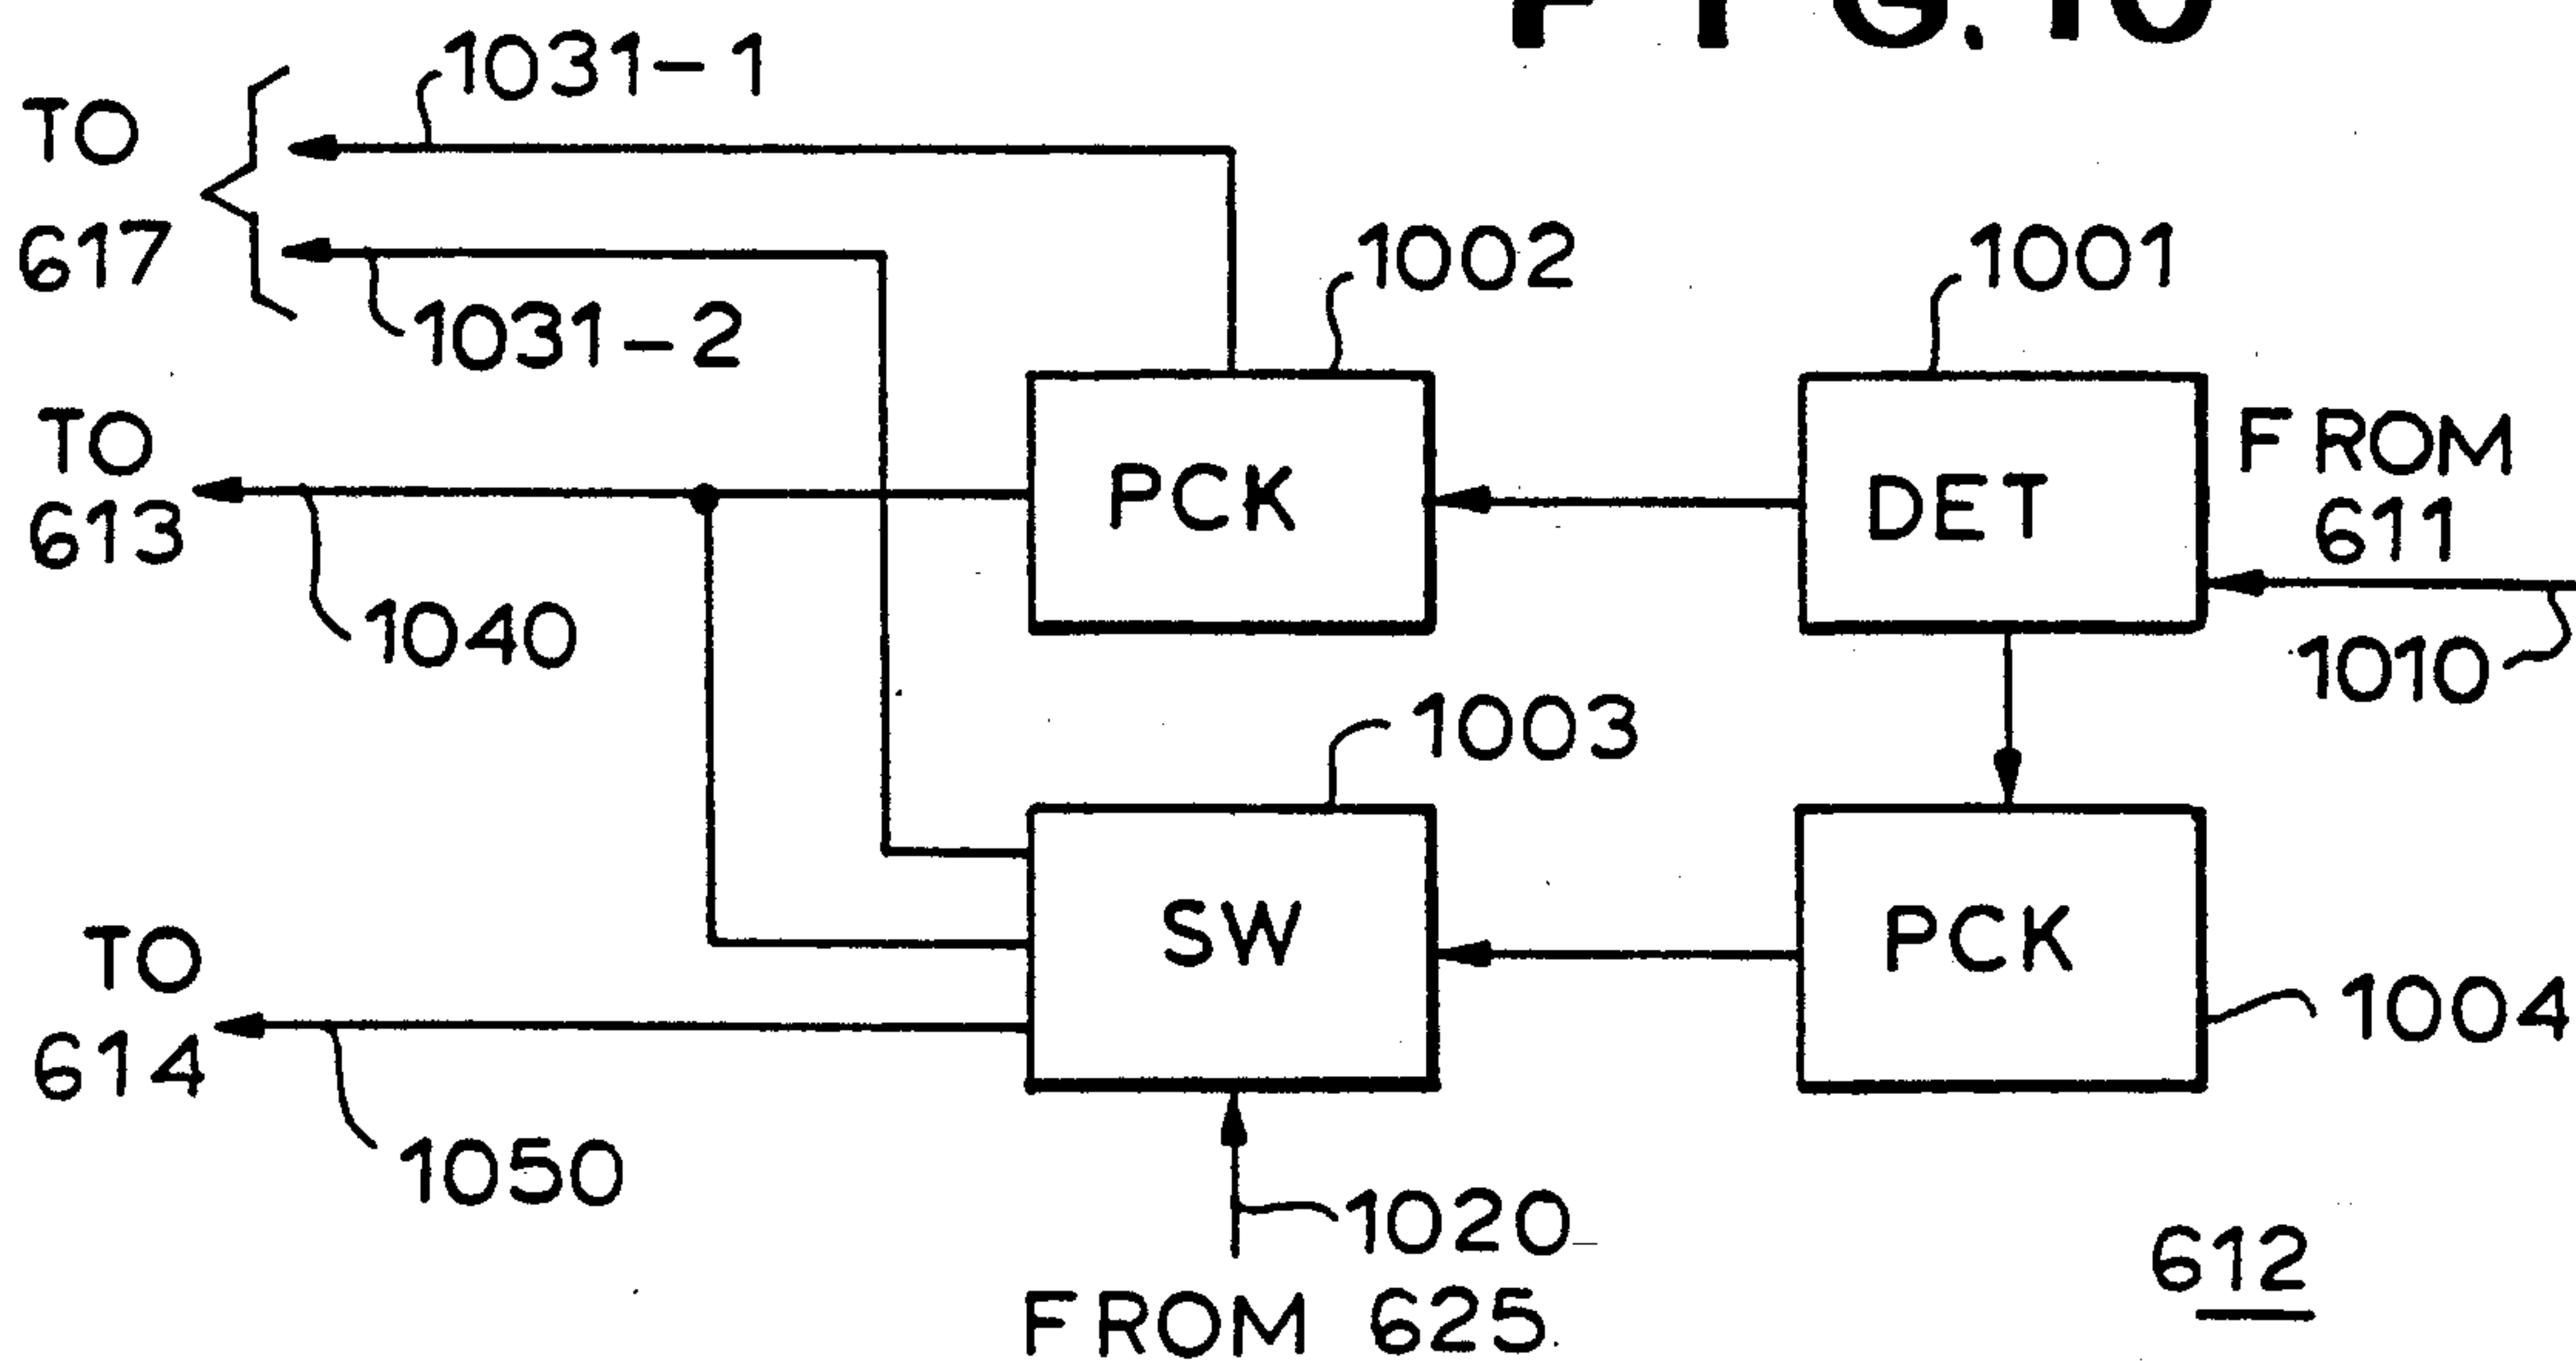 FIG. 10
1031-1
TO
617
1031-2
1002
1001
TO
613
PCK
DET
FROM
611
1040
1010
1003
SW
PCK
TO
614
1004
1050
1020
FROM 625
612